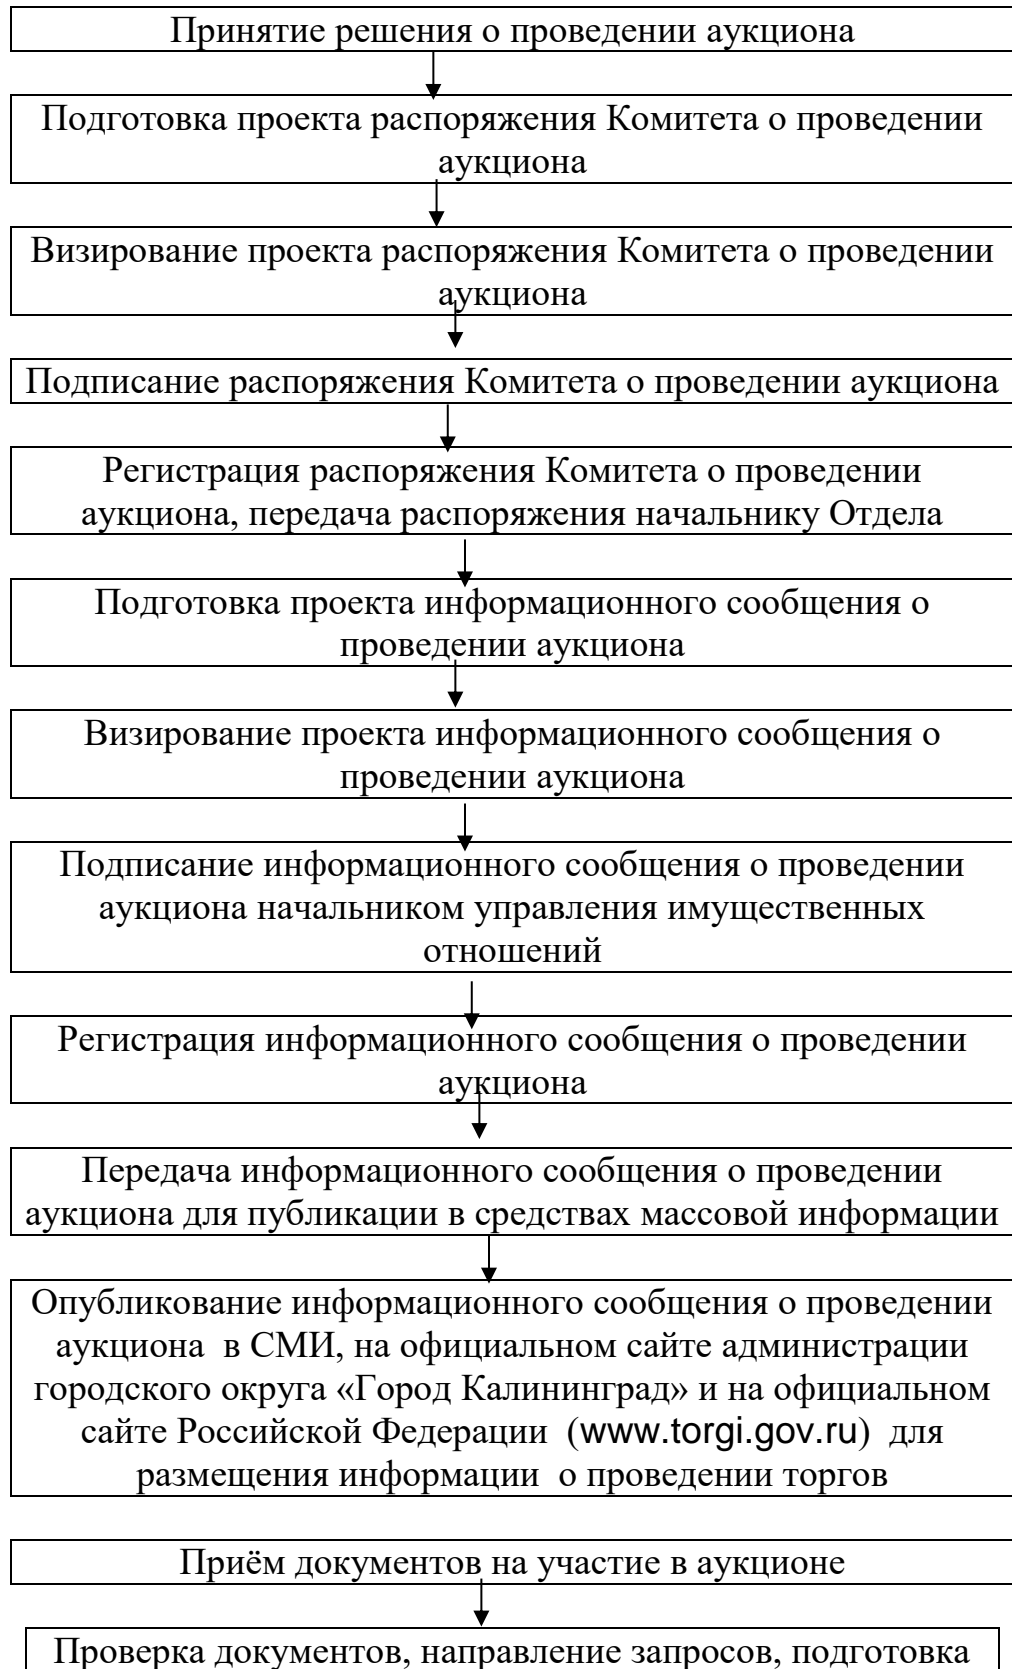 Принятие решения о проведении аукциона
Подготовка проекта распоряжения Комитета о проведении
аукциона
Визирование проекта распоряжения Комитета о проведении
аукциона
Подписание распоряжения Комитета о проведении аукциона
Регистрация распоряжения Комитета о проведении
аукциона, передача распоряжения начальнику Отдела
Подготовка проекта информационного сообщения о
проведении аукциона
Визирование проекта информационного сообщения о
проведении аукциона
Подписание информационного сообщения о проведении
аукциона начальником управления имущественных
отношений
Регистрация информационного сообщения о проведении
аукциона
Передача информационного сообщения о проведении
аукциона для публикации в средствах массовой информации
Опубликование информационного сообщения о проведении
аукциона  в СМИ, на официальном сайте администрации
городского округа «Город Калининград» и на официальном
сайте Российской Федерации  (www.torgi.gov.ru)  для
размещения информации  о проведении торгов
Приём документов на участие в аукционе
Проверка документов, направление запросов, подготовка